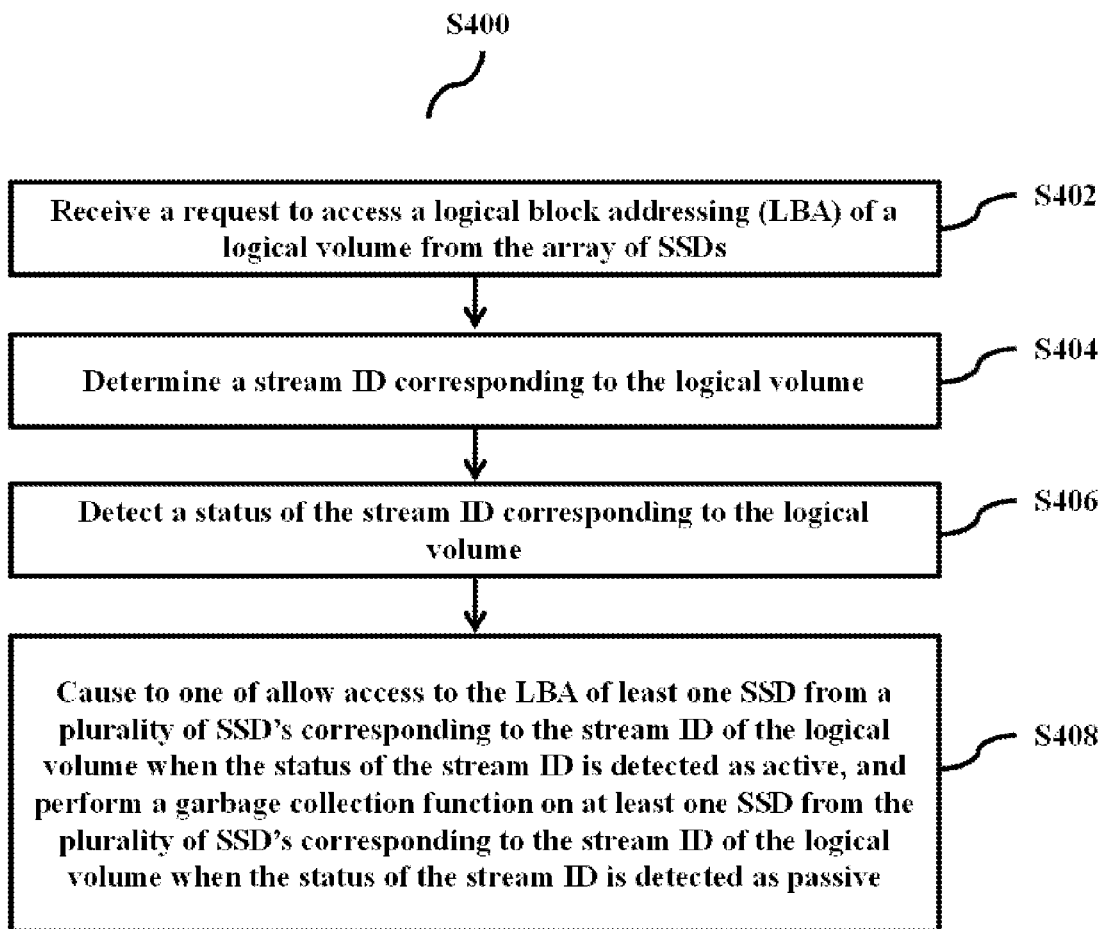 S400
Receive a request to access a logical block addressing (LBA) of a
logical volume from the array of SSDs
S402
Determine a stream ID corresponding to the logical volume
S404
Detect a status of the stream ID corresponding to the logical
volume
S406
Cause to one of allow access to the LBA of least one SSD from a
plurality of SSD's corresponding to the stream ID of the logical
volume when the status of the stream ID is detected as active, and
perform a garbage collection function on at least one SSD from the
plurality of SSD's corresponding to the stream ID of the logical
volume when the status of the stream ID is detected as passive
S408